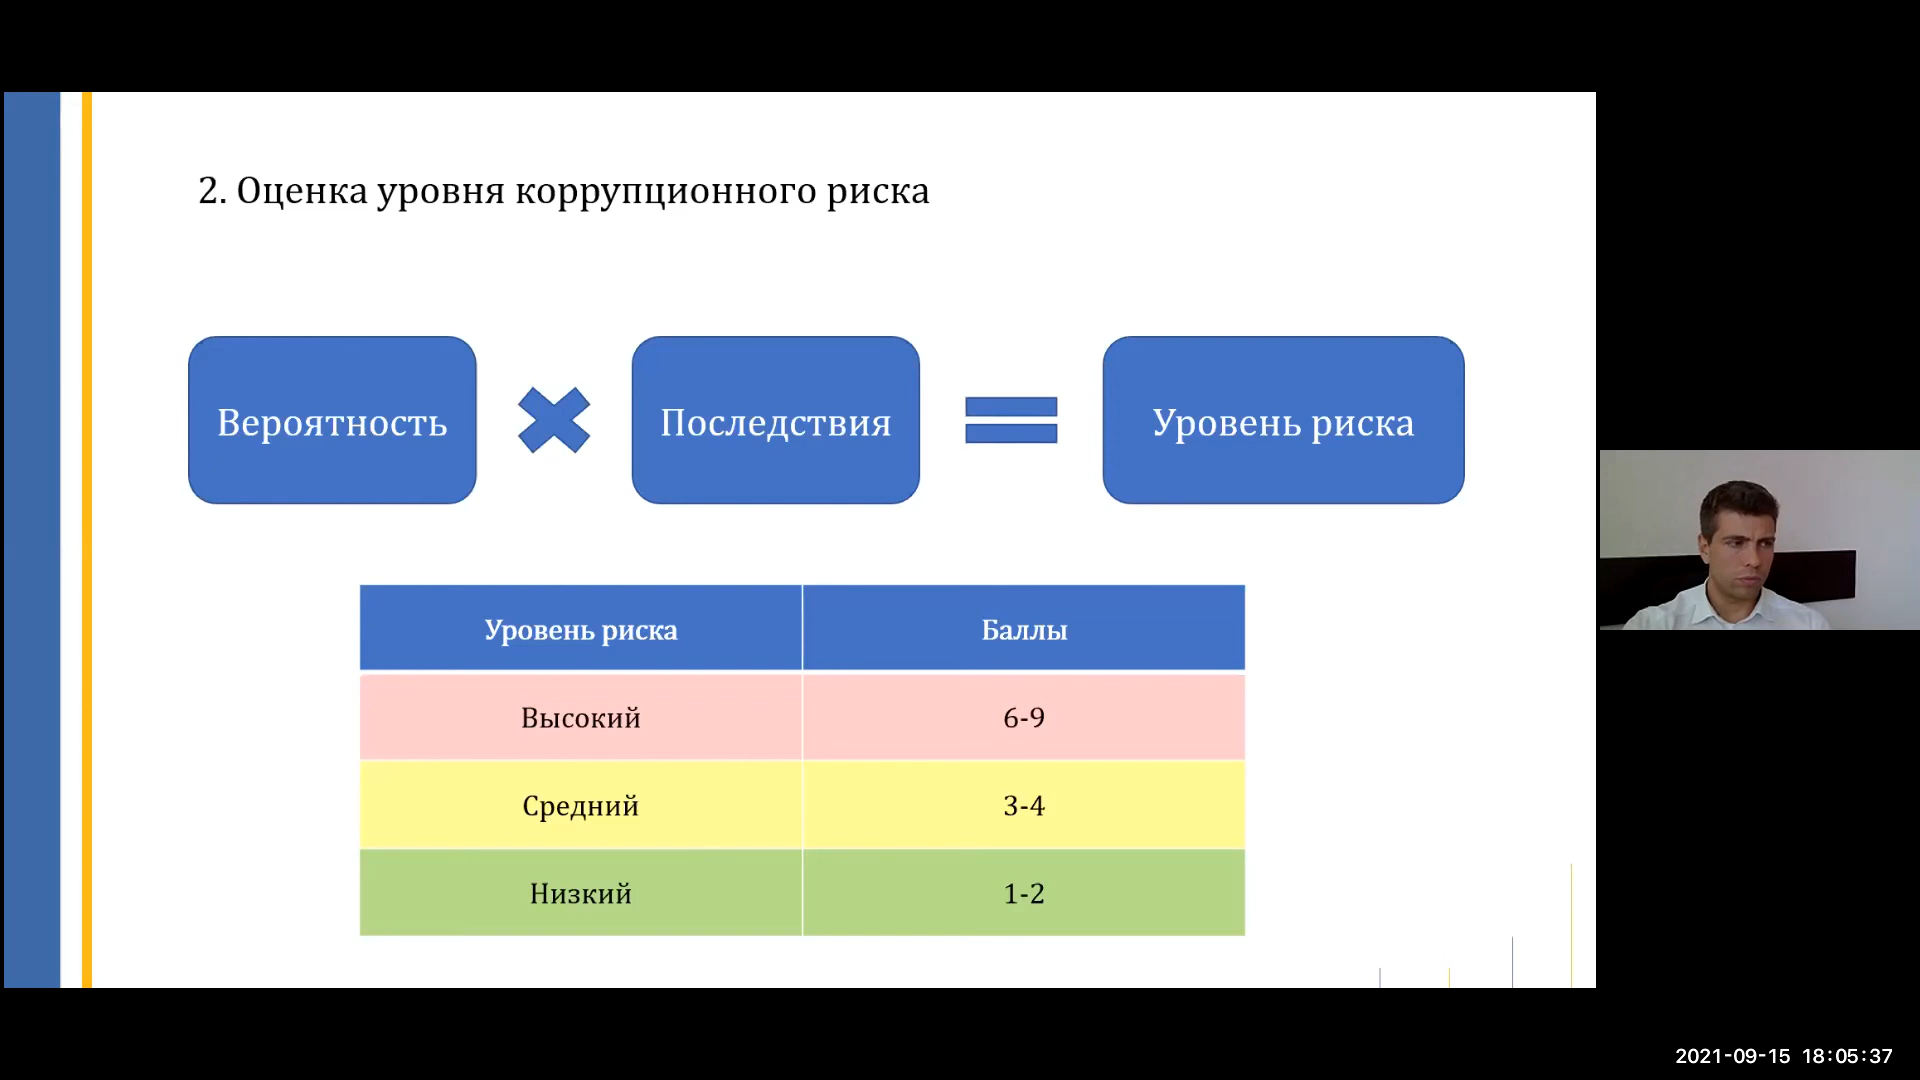 2. Оценка уровня коррупционного риска
Вероятность
Последствия
Уровень риска
Уровень риска Баллы
Высокий 6-9
Средний 3-4
Низкий 1-2
2021-09-15 18:05:37